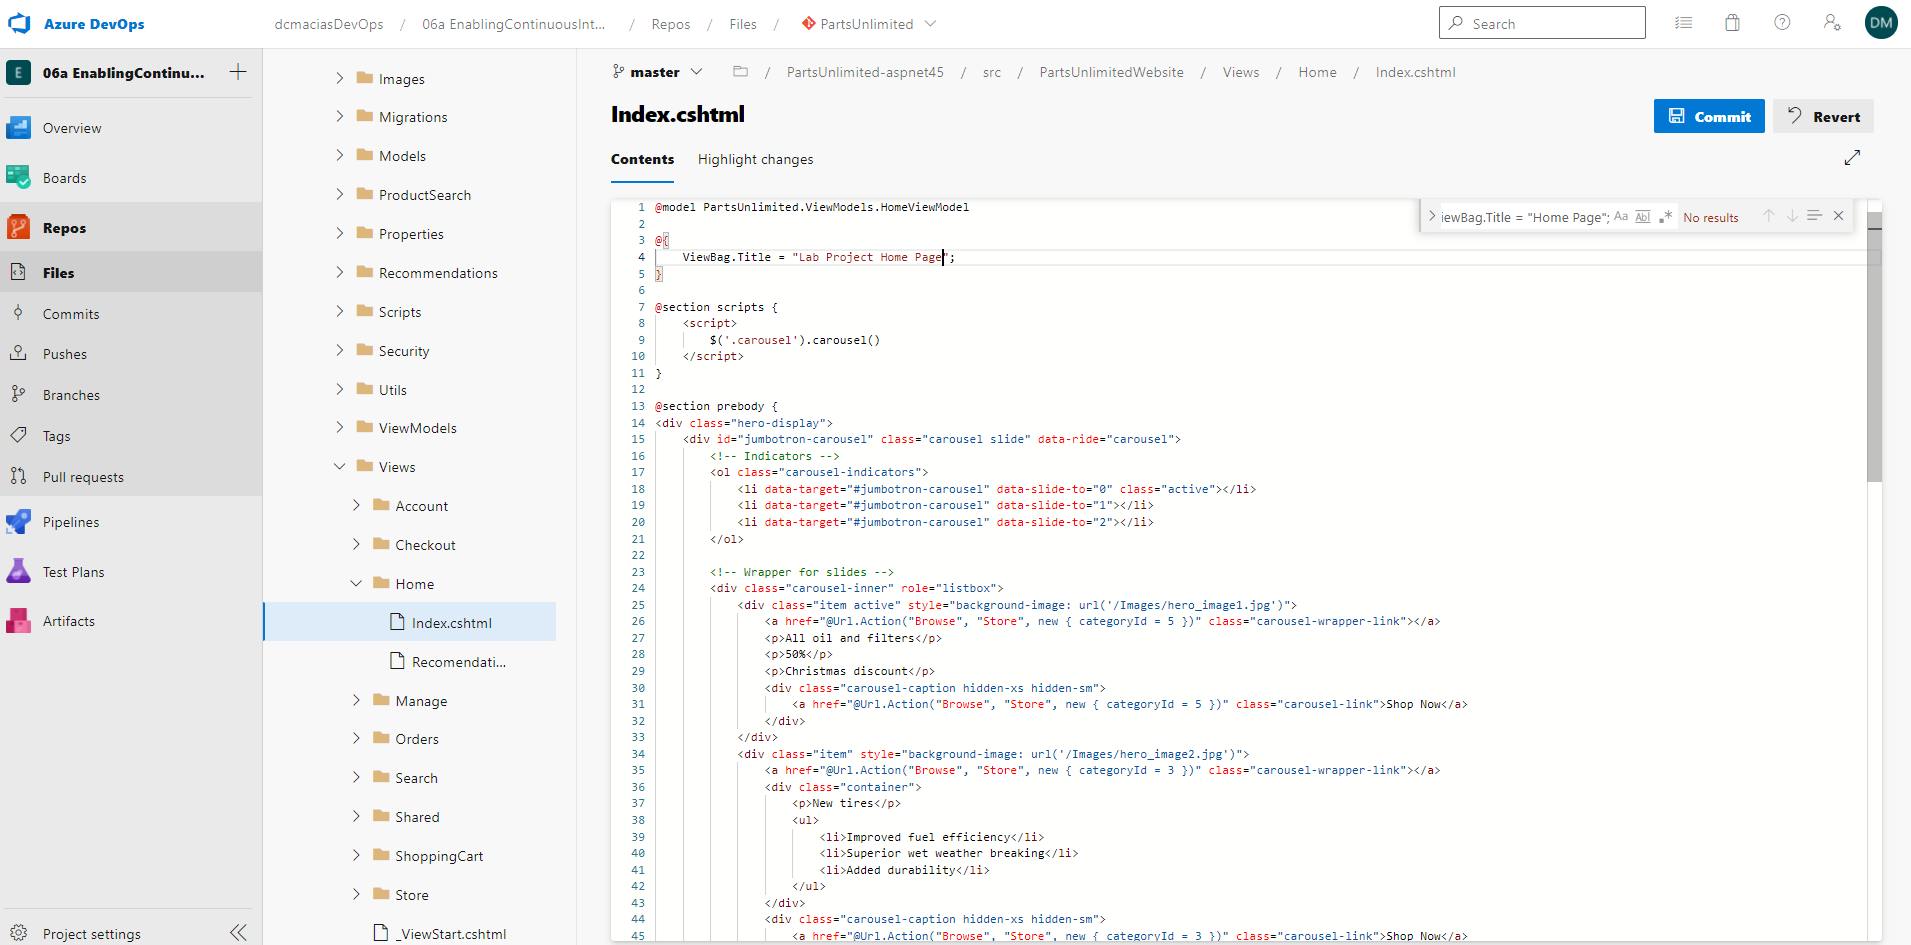 Azure DevOps
dcmaciasDevOps / 06a EnablingContinuousInt... / Repos / Files / PartsUnlimited
Search
DM
E 06a EnablingContinu...
Overview
Boards
Repos
Files
Commits
Pushes
Branches
Tags
Pull requests
Pipelines
Test Plans
Artifacts
Project settings
Images
Migrations
Models
ProductSearch
Properties
Recommendations
Scripts
Security
Utils
ViewModels
Views
Account
Checkout
Home
Index.cshtml
Recomendati...
Manage
Orders
Search
Shared
ShoppingCart
Store
_ViewStart.cshtml
master / PartsUnlimited-aspnet45 / src / PartsUnlimitedWebsite / Views / Home / Index.cshtml
Index.cshtml
Commit
Revert
Contents
Highlight changes
iewBag.Title = "Home Page"; Aa Abl .* No results
1 @model PartsUnlimited.ViewModels.HomeViewModel
2
3 @{
4 ViewBag.Title = "Lab Project Home Page";
5 }
6
7 @section scripts {
8 <script>
9 $('.carousel').carousel()
10 </script>
11 }
12
13 @section prebody {
14 <div class="hero-display">
15 <div id="jumbotron-carousel" class="carousel slide" data-ride="carousel">
16 <!-- Indicators -->
17 <ol class="carousel-indicators">
18 <li data-target="#jumbotron-carousel" data-slide-to="0" class="active"></li>
19 <li data-target="#jumbotron-carousel" data-slide-to="1"></li>
20 <li data-target="#jumbotron-carousel" data-slide-to="2"></li>
21 </ol>
22
23 <!-- Wrapper for slides -->
24 <div class="carousel-inner" role="listbox">
25 <div class="item active" style="background-image: url('/Images/hero_image1.jpg')">
26 <a href="@Url.Action("Browse", "Store", new { categoryId = 5 })" class="carousel-wrapper-link"></a>
27 <p>All oil and filters</p>
28 <p>50%</p>
29 <p>Christmas discount</p>
30 <div class="carousel-caption hidden-xs hidden-sm">
31 <a href="@Url.Action("Browse", "Store", new { categoryId = 5 })" class="carousel-link">Shop Now</a>
32 </div>
33 </div>
34 <div class="item" style="background-image: url('/Images/hero_image2.jpg')">
35 <a href="@Url.Action("Browse", "Store", new { categoryId = 3 })" class="carousel-wrapper-link"></a>
36 <div class="container">
37 <p>New tires</p>
38 <ul>
39 <li>Improved fuel efficiency</li>
40 <li>Superior wet weather breaking</li>
41 <li>Added durability</li>
42 </ul>
43 </div>
44 <div class="carousel-caption hidden-xs hidden-sm">
45 <a href="@Url.Action("Browse", "Store", new { categoryId = 3 })" class="carousel-link">Shop Now</a>